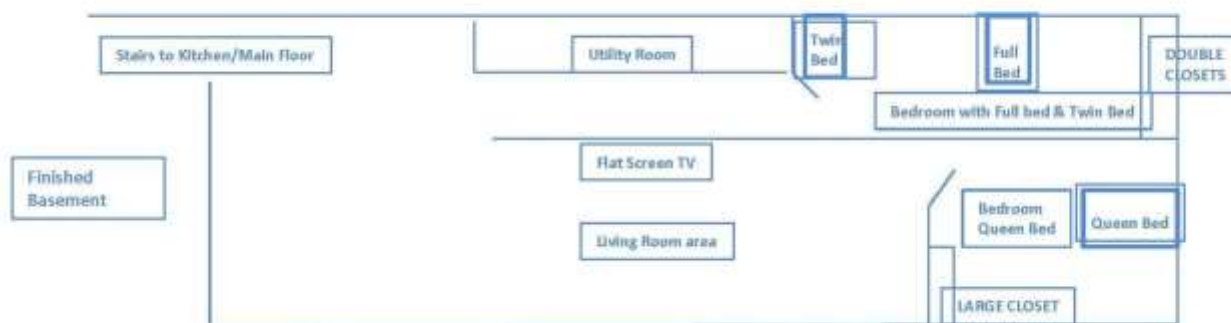 Stairs to Kitchen/Main Floor
Utility Room
Twin
Bed
Full
Bed
DOUBLE
CLOSETS
Bedroom with Full bed & Twin Bed
Finished
Basement
Flat Screen TV
Bedroom
Queen Bed
Queen Bed
Living Room area
LARGE CLOSET